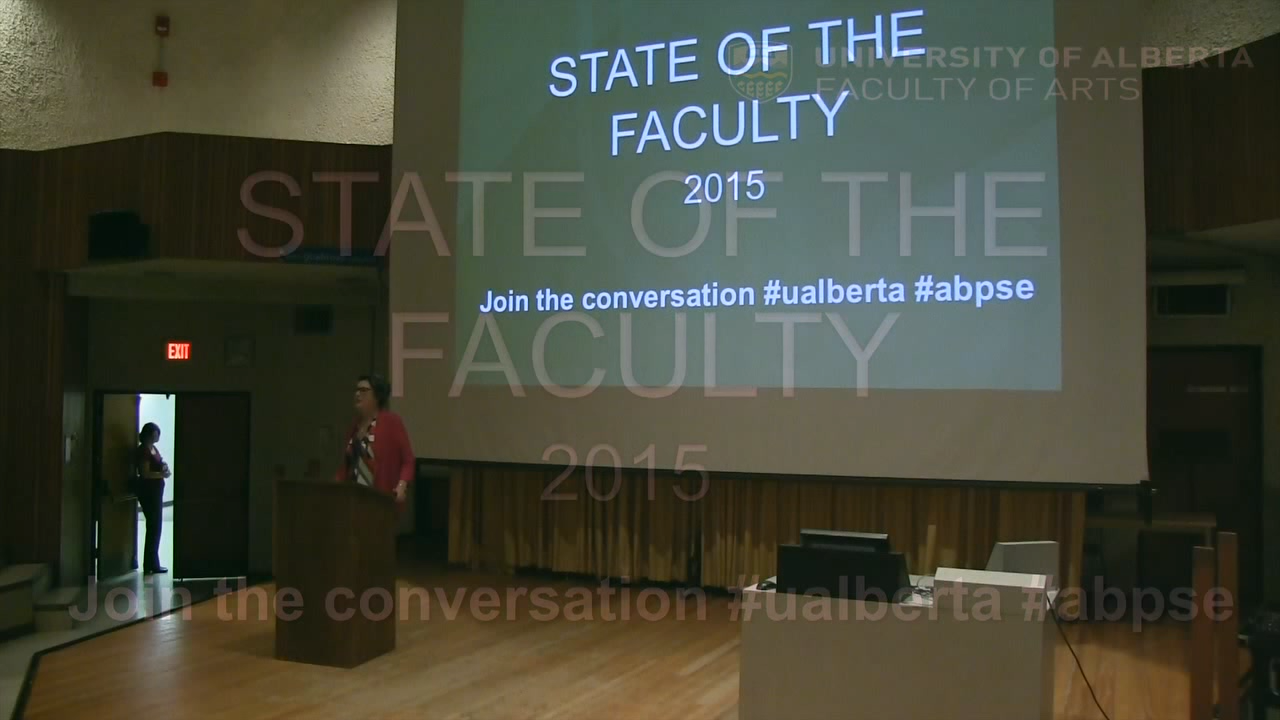 STATE OF THE
FACULTY
2015
Join the conversation #ualberta #abpse
UNIVERSITY OF ALBERTA
FACULTY OF ARTS
STATE OF THE
FACULTY
2015
Join the conversation #ualberta #abpse
EXIT